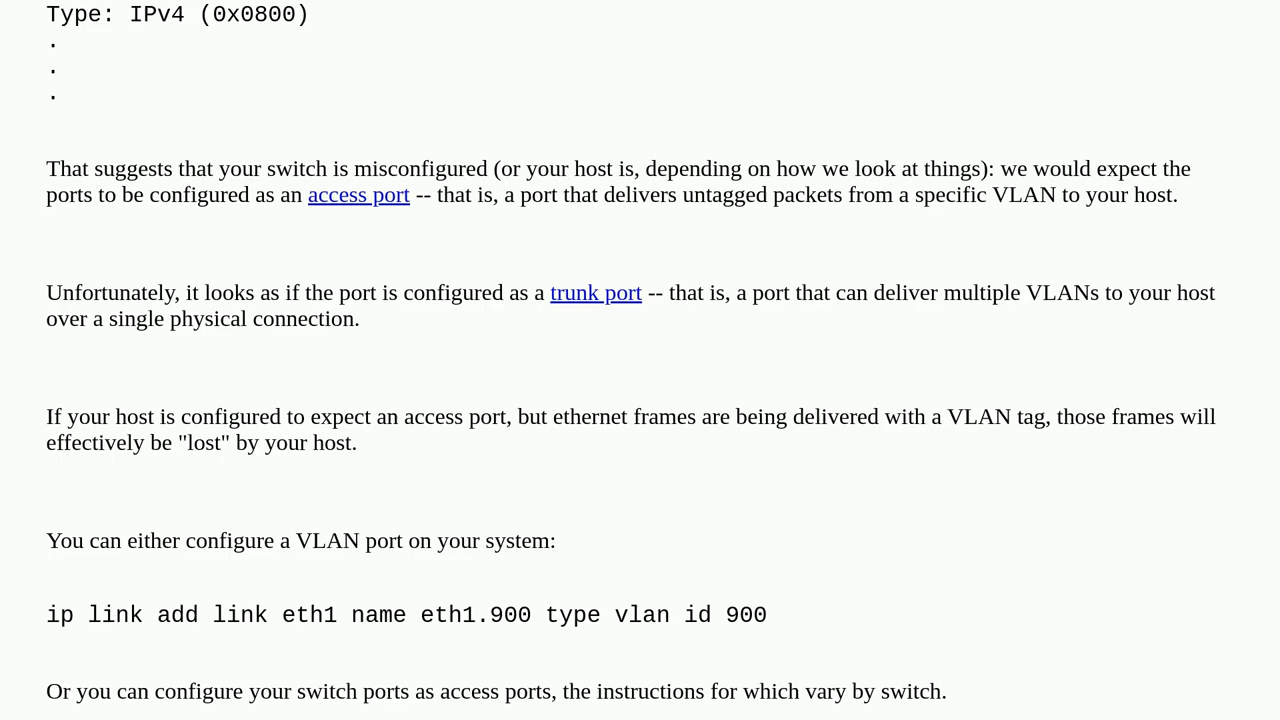 Type: IPv4 (0x0800)
.
.
.
That suggests that your switch is misconfigured (or your host is, depending on how we look at things): we would expect the
ports to be configured as an access port -- that is, a port that delivers untagged packets from a specific VLAN to your host.
Unfortunately, it looks as if the port is configured as a trunk port -- that is, a port that can deliver multiple VLANs to your host
over a single physical connection.
If your host is configured to expect an access port, but ethernet frames are being delivered with a VLAN tag, those frames will
effectively be "lost" by your host.
You can either configure a VLAN port on your system:
ip link add link eth1 name eth1.900 type vlan id 900
Or you can configure your switch ports as access ports, the instructions for which vary by switch.